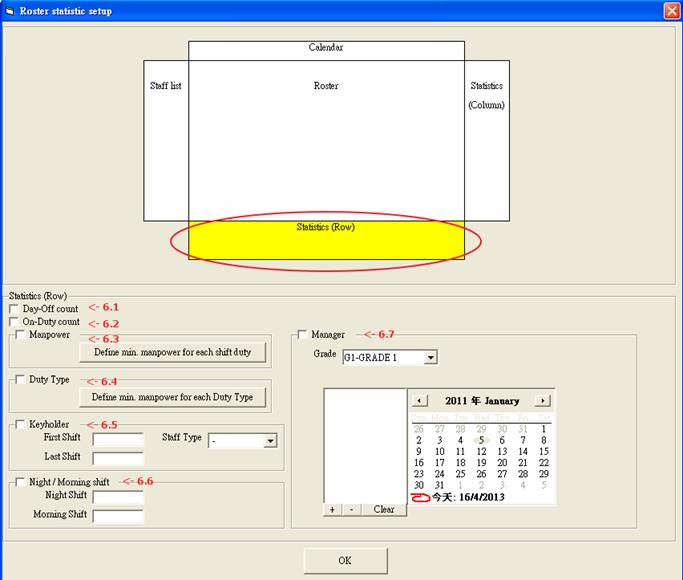 Roster statistic setup
Calendar
Staff list
Roster
Statistics
(Column)
Statistics (Row)
Statistics (Row)
Day-Off count <- 6.1
On-Duty count <- 6.2
Manpower <- 6.3
Define min. manpower for each shift duty
Duty Type <- 6.4
Define min. manpower for each Duty Type
Keyholder <- 6.5
First Shift
Staff Type -
Last Shift
Night / Morning shift <- 6.6
Night Shift
Morning Shift
Manager <- 6.7
Grade G1-GRADE 1
+ - Clear
2011 年 January
Sun Mon Tue Wed Thu Fri Sat
26 27 28 29 30 31 1
2 3 4 5 6 7 8
9 10 11 12 13 14 15
16 17 18 19 20 21 22
23 24 25 26 27 28 29
30 31 1 2 3 4 5
今天: 16/4/2013
OK